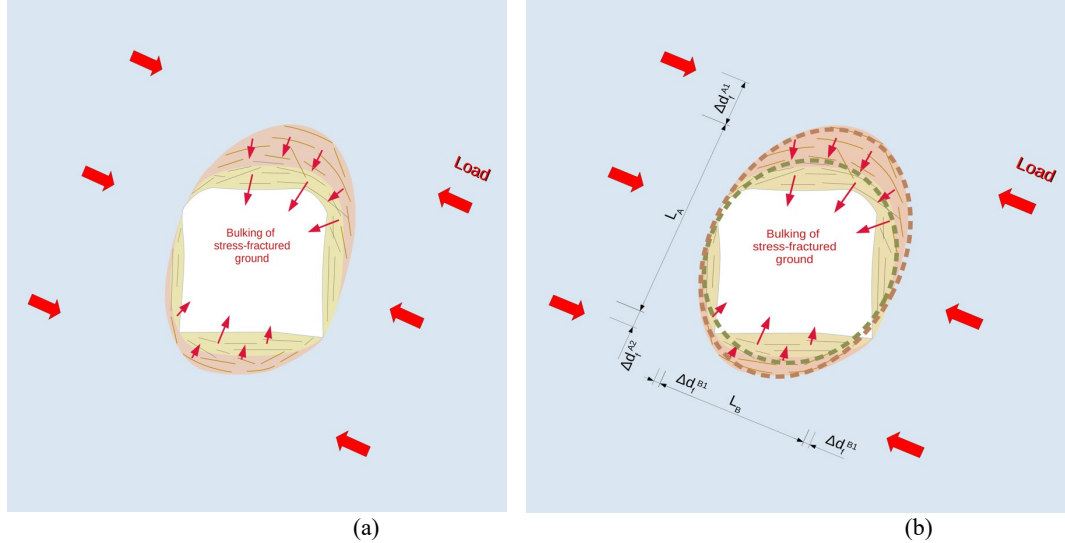 Load
Bulking of
stress-fractured
ground
(a)
Δd_f^A1
Load
L_A
Bulking of
stress-fractured
ground
Δd_f^A2
Δd_f^B1
L_B
Δd_f^B1
(b)